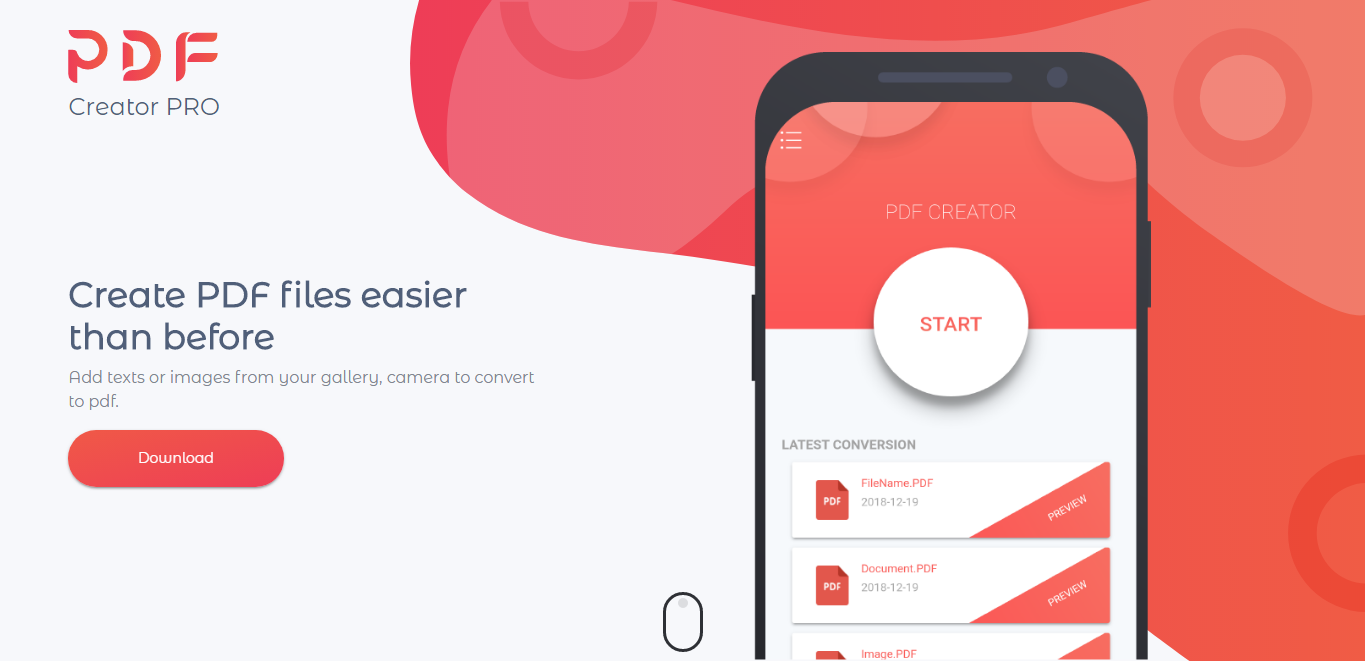 PDF
Creator PRO
Create PDF files easier
than before
Add texts or images from your gallery, camera to convert
to pdf.
Download
PDF CREATOR
START
LATEST CONVERSION
PDF
FileName.PDF
2018-12-19
PREVIEW
PDF
Document.PDF
2018-12-19
PREVIEW
Image.PDF